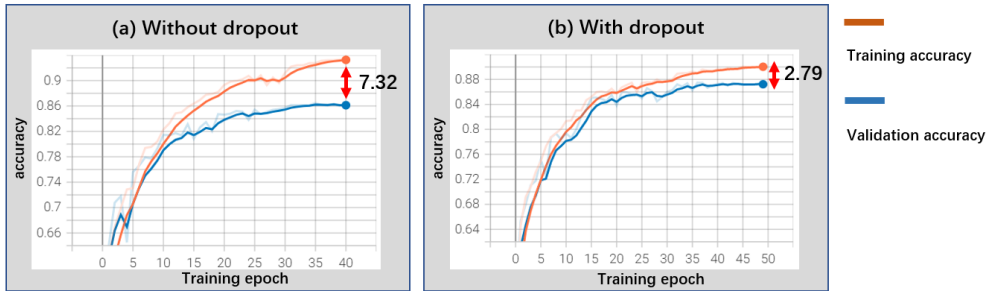 (a) Without dropout
accuracy
0.9
0.86
0.82
0.78
0.74
0.7
0.66
7.32
0 5 10 15 20 25 30 35 40
Training epoch
(b) With dropout
accuracy
0.88
0.84
0.8
0.76
0.72
0.68
0.64
2.79
0 5 10 15 20 25 30 35 40 45 50
Training epoch
Training accuracy
Validation accuracy